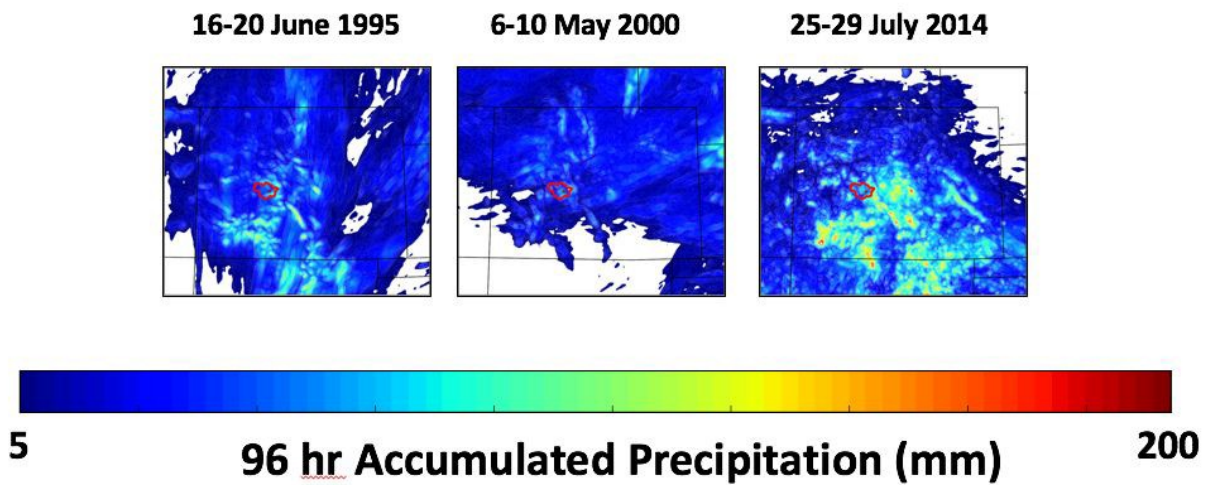 16-20 June 1995
6-10 May 2000
25-29 July 2014
5
200
96 hr Accumulated Precipitation (mm)